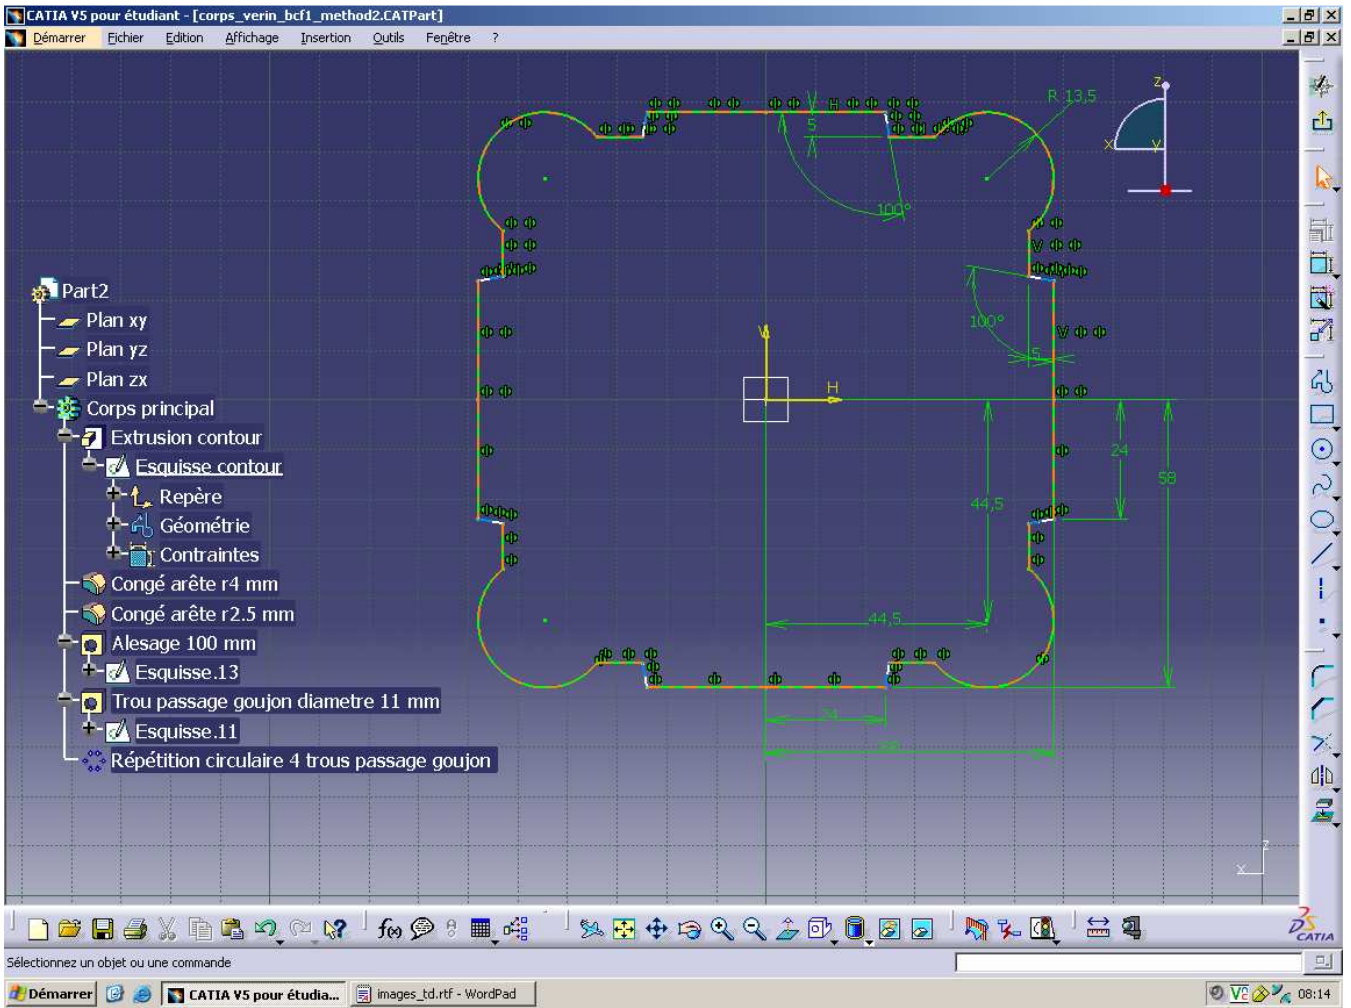 CATIA V5 pour étudiant - [corps_verin_bcf1_method2.CATPart]
Démarrer Fichier Edition Affichage Insertion Outils Fenêtre ?
R 13,5
z
x
y
H
5
100°
V
Part2
Plan xy
Plan yz
Plan zx
Corps principal
Extrusion contour
Esquisse contour
Repère
Géométrie
Contraintes
Congé arête r4 mm
Congé arête r2.5 mm
Alesage 100 mm
Esquisse.13
Trou passage goujon diametre 11 mm
Esquisse.11
Répétition circulaire 4 trous passage goujon
100°
V
5
V
H
24
58
44,5
44,5
24
z
x
f(x)
CATIA
Sélectionnez un objet ou une commande
Démarrer
CATIA V5 pour étudia...
images_td.rtf - WordPad
08:14